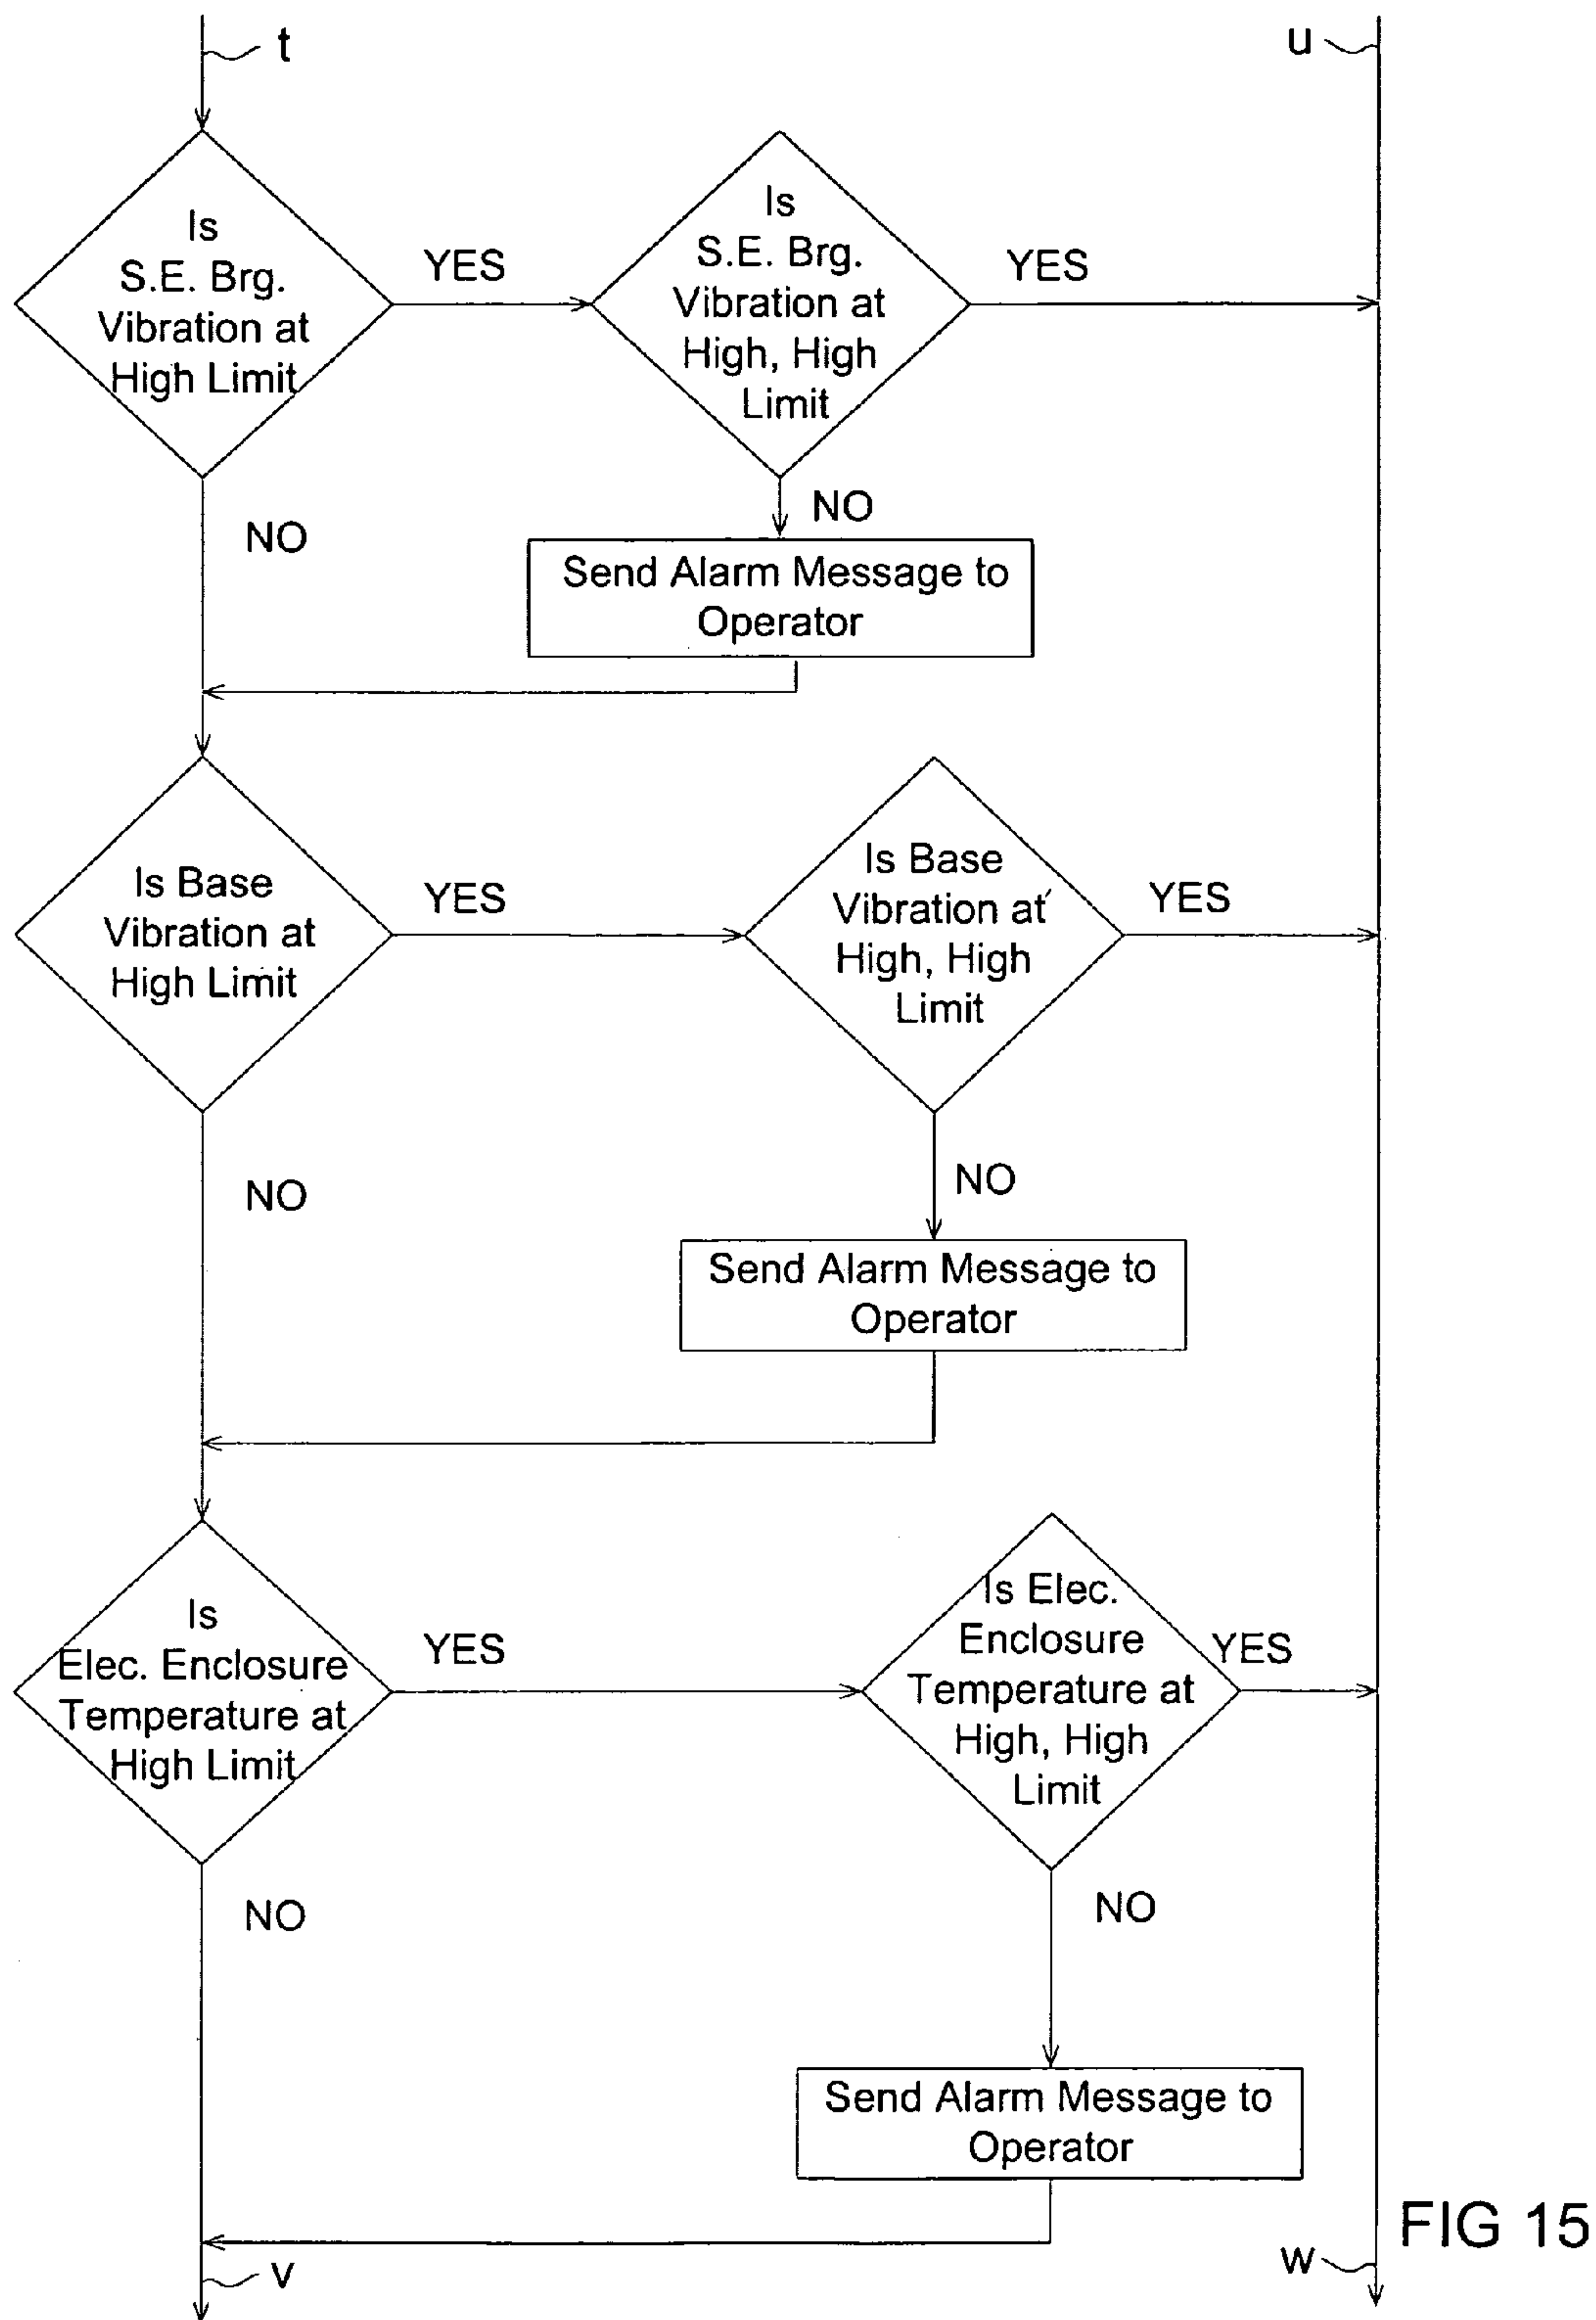 t
u
Is
S.E. Brg.
Vibration at
High Limit
YES
Is
S.E. Brg.
Vibration at
High, High
Limit
YES
NO
NO
Send Alarm Message to
Operator
Is Base
Vibration at
High Limit
YES
Is Base
Vibration at
High, High
Limit
YES
NO
NO
Send Alarm Message to
Operator
Is
Elec. Enclosure
Temperature at
High Limit
YES
Is Elec.
Enclosure
Temperature at
High, High
Limit
YES
NO
NO
Send Alarm Message to
Operator
v
w
FIG 15